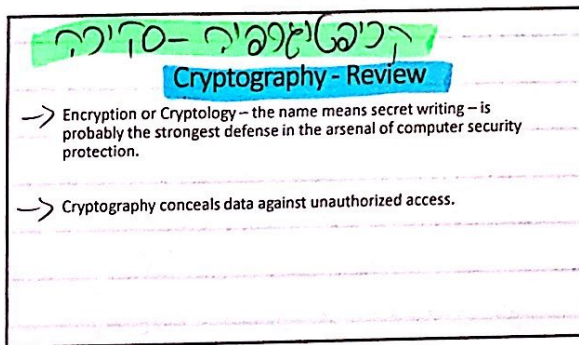 קריפטוגרפיה - סקירה
Cryptography - Review
Encryption or Cryptology – the name means secret writing – is
probably the strongest defense in the arsenal of computer security
protection.
Cryptography conceals data against unauthorized access.